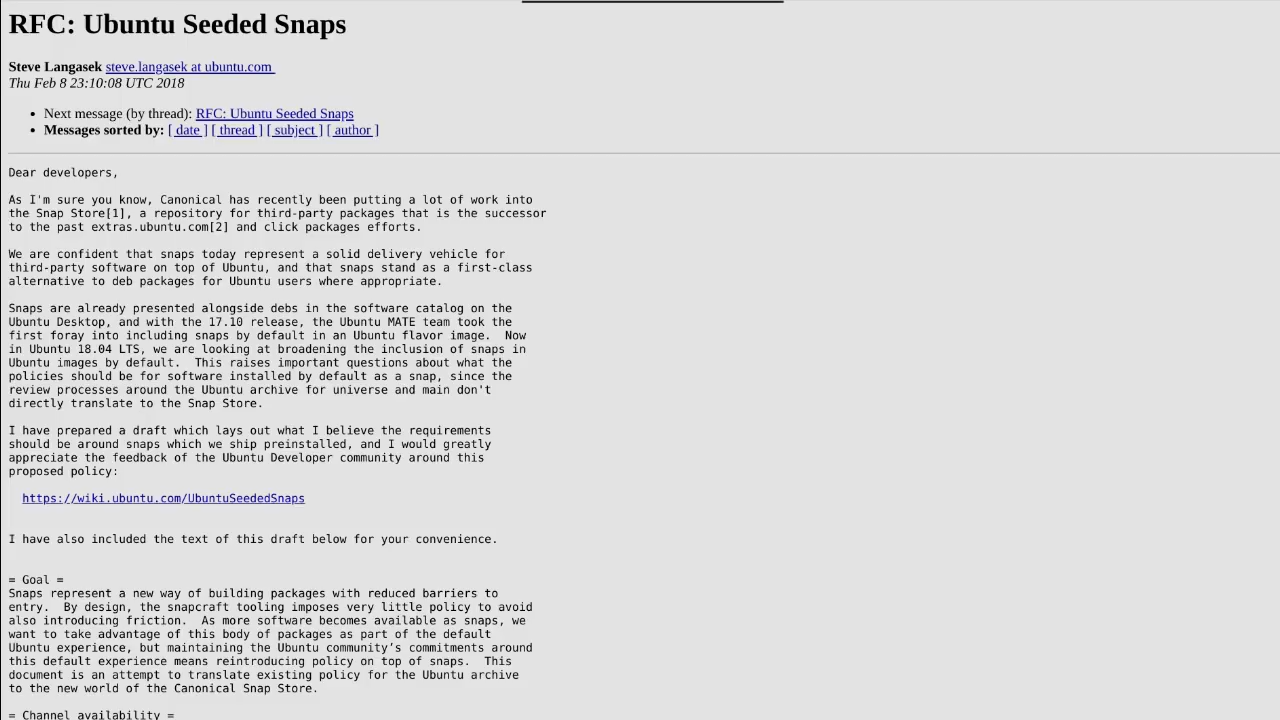 RFC: Ubuntu Seeded Snaps
Steve Langasek steve.langasek at ubuntu.com
Thu Feb 8 23:10:08 UTC 2018
• Next message (by thread): RFC: Ubuntu Seeded Snaps
• Messages sorted by: [ date ] [ thread ] [ subject ] [ author ]
Dear developers,
As I'm sure you know, Canonical has recently been putting a lot of work into
the Snap Store[1], a repository for third-party packages that is the successor
to the past extras.ubuntu.com[2] and click packages efforts.
We are confident that snaps today represent a solid delivery vehicle for
third-party software on top of Ubuntu, and that snaps stand as a first-class
alternative to deb packages for Ubuntu users where appropriate.
Snaps are already presented alongside debs in the software catalog on the
Ubuntu Desktop, and with the 17.10 release, the Ubuntu MATE team took the
first foray into including snaps by default in an Ubuntu flavor image.  Now
in Ubuntu 18.04 LTS, we are looking at broadening the inclusion of snaps in
Ubuntu images by default.  This raises important questions about what the
policies should be for software installed by default as a snap, since the
review processes around the Ubuntu archive for universe and main don't
directly translate to the Snap Store.
I have prepared a draft which lays out what I believe the requirements
should be around snaps which we ship preinstalled, and I would greatly
appreciate the feedback of the Ubuntu Developer community around this
proposed policy:
https://wiki.ubuntu.com/UbuntuSeededSnaps
I have also included the text of this draft below for your convenience.
= Goal =
Snaps represent a new way of building packages with reduced barriers to
entry.  By design, the snapcraft tooling imposes very little policy to avoid
also introducing friction.  As more software becomes available as snaps, we
want to take advantage of this body of packages as part of the default
Ubuntu experience, but maintaining the Ubuntu community’s commitments around
this default experience means reintroducing policy on top of snaps.  This
document is an attempt to translate existing policy for the Ubuntu archive
to the new world of the Canonical Snap Store.
= Channel availability =